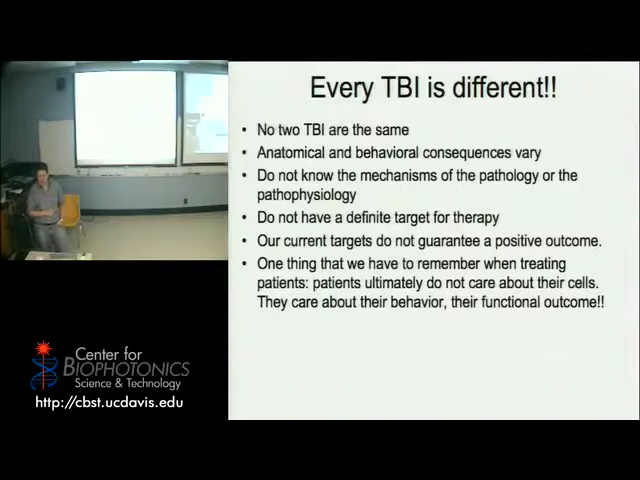 Every TBI is different!!
• No two TBI are the same
• Anatomical and behavioral consequences vary
• Do not know the mechanisms of the pathology or the
pathophysiology
• Do not have a definite target for therapy
• Our current targets do not guarantee a positive outcome.
• One thing that we have to remember when treating
patients: patients ultimately do not care about their cells.
They care about their behavior, their functional outcome!!
Center for
BIOPHOTONICS
Science & Technology
http://cbst.ucdavis.edu